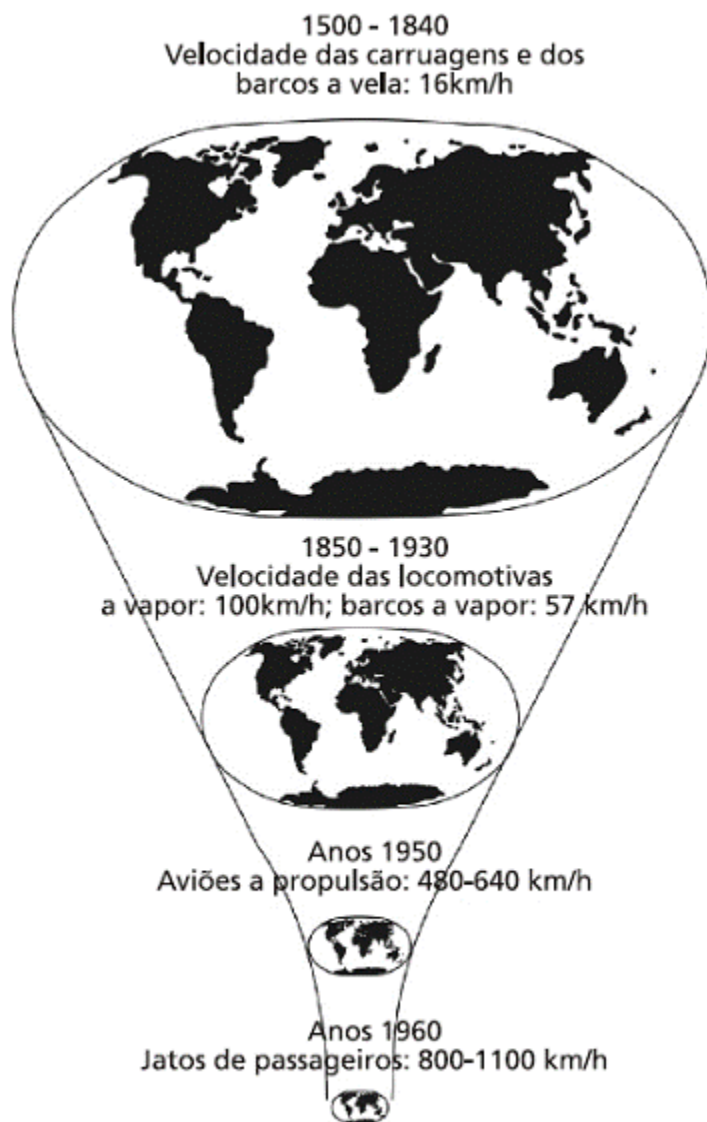 1500 - 1840
Velocidade das carruagens e dos
barcos a vela: 16km/h
1850 - 1930
Velocidade das locomotivas
a vapor: 100km/h; barcos a vapor: 57 km/h
Anos 1950
Aviões a propulsão: 480-640 km/h
Anos 1960
Jatos de passageiros: 800-1100 km/h